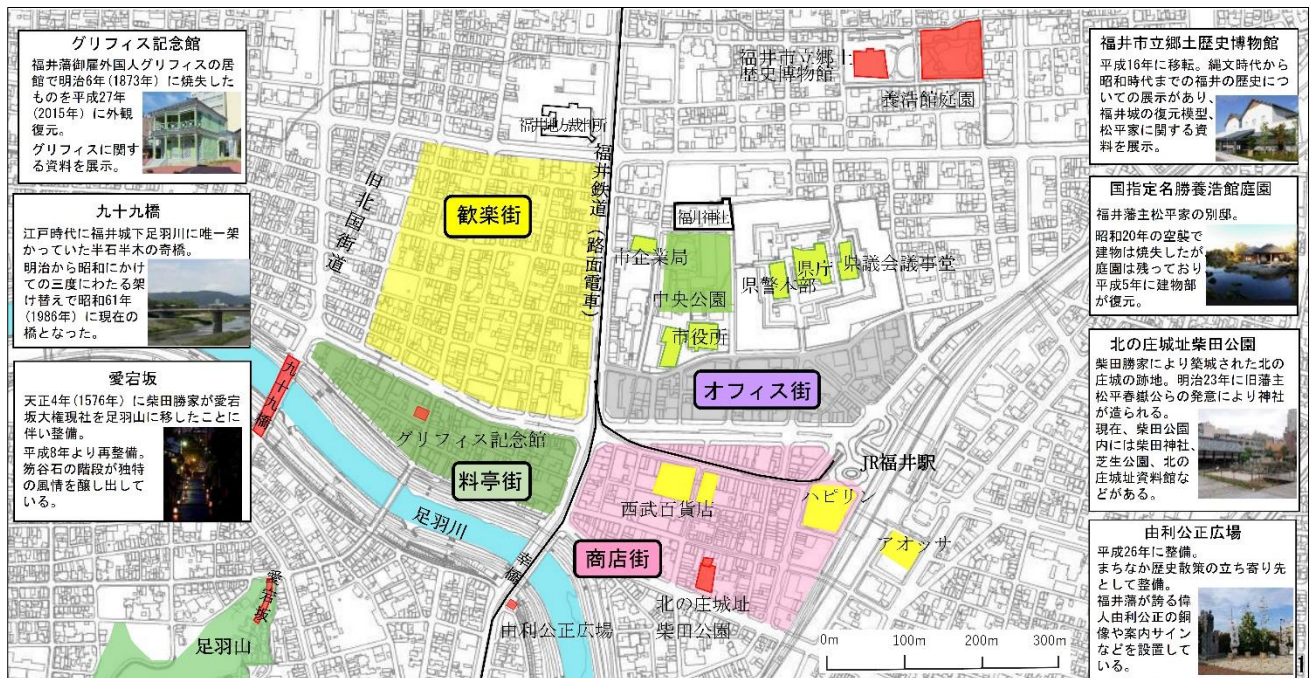 グリフィス記念館
福井藩御雇外国人グリフィスの居
館で明治6年(1873年)に焼失した
ものを平成27年
(2015年)に外観
復元。
グリフィスに関す
る資料を展示。
九十九橋
江戸時代に福井城下足羽川に唯一架
かっていた半石半木の奇橋。
明治から昭和にかけ
ての三度にわたる架
け替えで昭和61年
(1986年)に現在の
橋となった。
愛宕坂
天正4年(1576年)に柴田勝家が愛宕
坂大権現社を足羽山に移したことに
伴い整備。
平成8年より再整備。
笏谷石の階段が独特
の風情を醸し出して
いる。
福井市立郷土
歴史博物館
養浩館庭園
福井地方裁判所
福井鉄道(路面電車)
旧北国街道
歓楽街
福井神社
市企業局
県庁
県議会議事堂
県警本部
中央公園
市役所
オフィス街
九十九橋
グリフィス記念館
料亭街
足羽川
幸橋
JR福井駅
ハピリン
西武百貨店
アオッサ
商店街
北の庄城址
柴田公園
由利公正広場
愛宕坂
足羽山
0m
100m
200m
300m
福井市立郷土歴史博物館
平成16年に移転。縄文時代から
昭和時代までの福井の歴史につ
いての展示があり、
福井城の復元模型、
松平家に関する資
料を展示。
国指定名勝養浩館庭園
福井藩主松平家の別邸。
昭和20年の空襲で
建物は焼失したが
庭園は残っており
平成5年に建物部
が復元。
北の庄城址柴田公園
柴田勝家により築城された北の
庄城の跡地。明治23年に旧藩主
松平春嶽公らの発意により神社
が造られる。
現在、柴田公園
内には柴田神社、
芝生公園、北の
庄城址資料館な
どがある。
由利公正広場
平成26年に整備。
まちなか歴史散策の立ち寄り先
として整備。
福井藩が誇る偉
人由利公正の銅
像や案内サイン
などを設置して
いる。
1